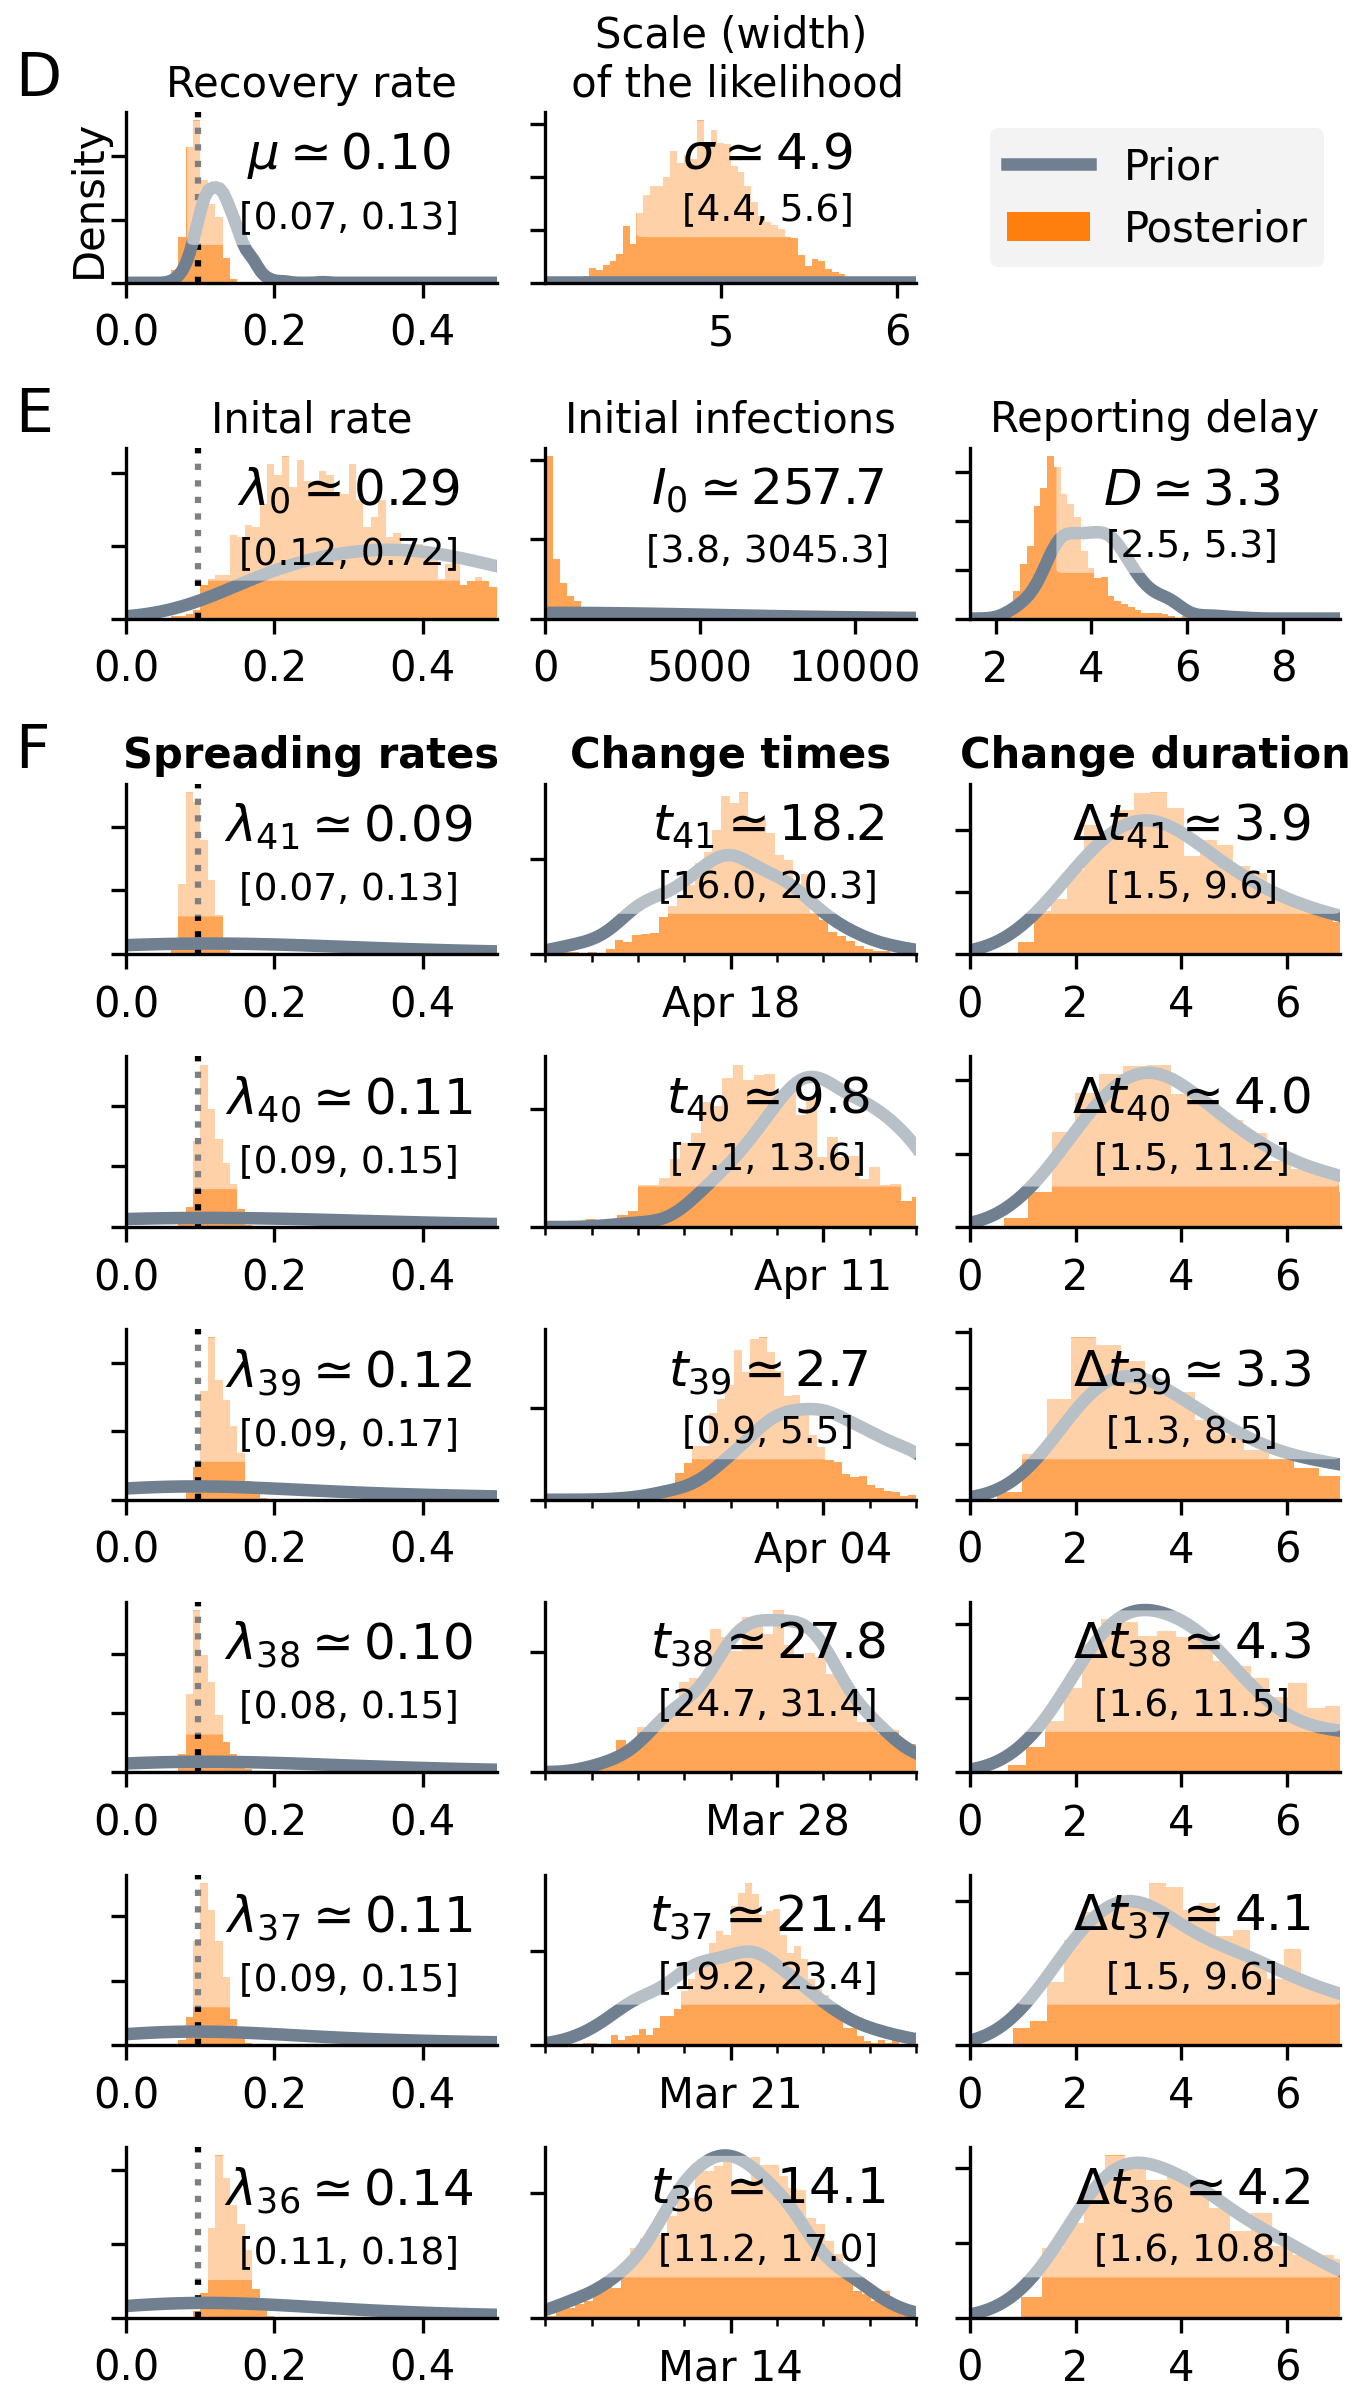 D
Recovery rate
Scale (width)
of the likelihood
Density
μ ≃ 0.10
[0.07, 0.13]
σ ≃ 4.9
[4.4, 5.6]
Prior
Posterior
0.0 0.2 0.4
5 6
E
Inital rate
Initial infections
Reporting delay
λ0 ≃ 0.29
[0.12, 0.72]
I0 ≃ 257.7
[3.8, 3045.3]
D ≃ 3.3
[2.5, 5.3]
0.0 0.2 0.4
0 5000 10000
2 4 6 8
F
Spreading rates
Change times
Change duration
λ41 ≃ 0.09
[0.07, 0.13]
t41 ≃ 18.2
[16.0, 20.3]
Δt41 ≃ 3.9
[1.5, 9.6]
0.0 0.2 0.4
Apr 18
0 2 4 6
λ40 ≃ 0.11
[0.09, 0.15]
t40 ≃ 9.8
[7.1, 13.6]
Δt40 ≃ 4.0
[1.5, 11.2]
0.0 0.2 0.4
Apr 11
0 2 4 6
λ39 ≃ 0.12
[0.09, 0.17]
t39 ≃ 2.7
[0.9, 5.5]
Δt39 ≃ 3.3
[1.3, 8.5]
0.0 0.2 0.4
Apr 04
0 2 4 6
λ38 ≃ 0.10
[0.08, 0.15]
t38 ≃ 27.8
[24.7, 31.4]
Δt38 ≃ 4.3
[1.6, 11.5]
0.0 0.2 0.4
Mar 28
0 2 4 6
λ37 ≃ 0.11
[0.09, 0.15]
t37 ≃ 21.4
[19.2, 23.4]
Δt37 ≃ 4.1
[1.5, 9.6]
0.0 0.2 0.4
Mar 21
0 2 4 6
λ36 ≃ 0.14
[0.11, 0.18]
t36 ≃ 14.1
[11.2, 17.0]
Δt36 ≃ 4.2
[1.6, 10.8]
0.0 0.2 0.4
Mar 14
0 2 4 6